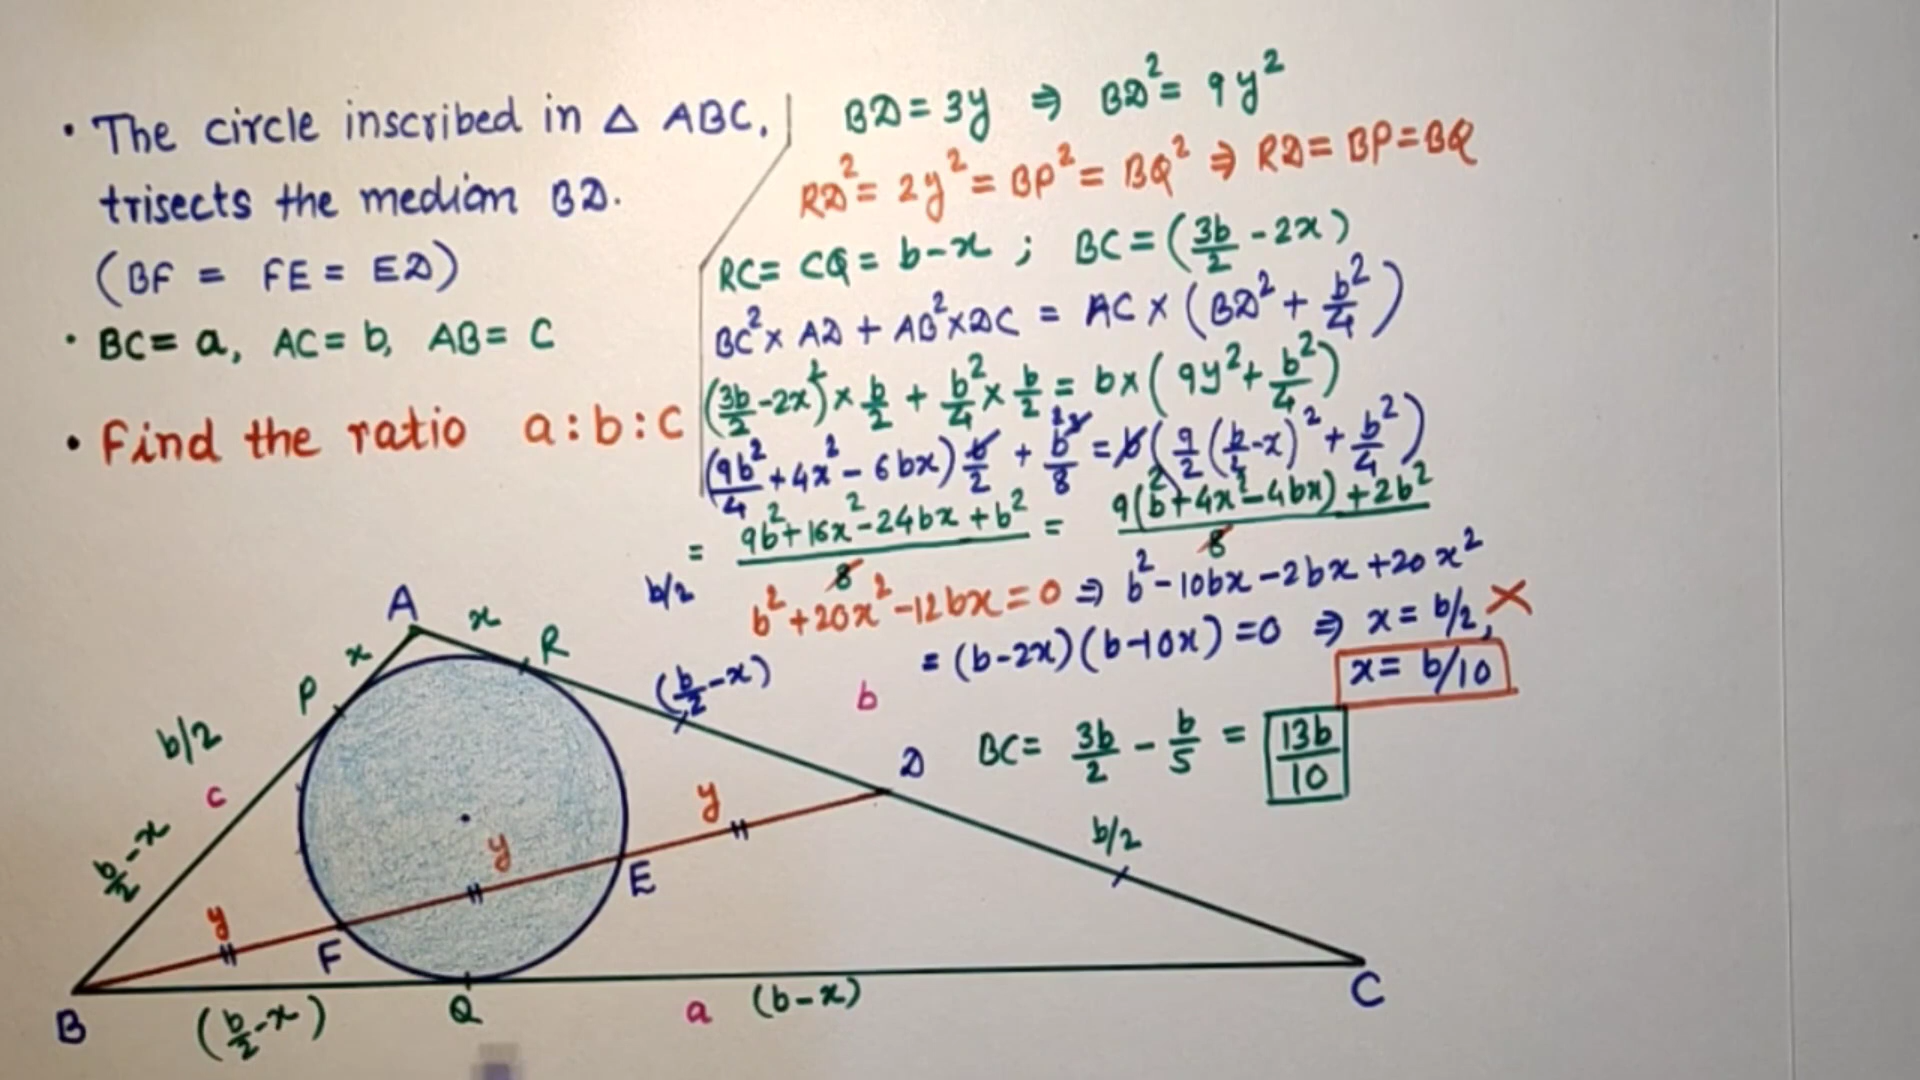 • The circle inscribed in △ ABC,
trisects the median BD.
(BF = FE = ED)
• BC = a, AC = b, AB = C
• Find the ratio a : b : c
BD = 3y ⇒ BD² = 9y²
RD² = 2y² = BP² = BQ² ⇒ RD = BP = BQ
RC = CQ = b-x ; BC = (3b/2 - 2x)
BC² x AD + AB² x DC = AC x (BD² + b²/4)
(3b/2 - 2x)² x b/2 + b²/4 x b/2 = b x (9y² + b²/4)
(9b²/4 + 4x² - 6bx) b/2 + b³/8 = b (9/2 (b/2 - x)² + b²/4)
= (9b² + 16x² - 24bx + b²)/8 = (9(b² + 4x² - 4bx) + 2b²)/8
b² + 20x² - 12bx = 0 ⇒ b² - 10bx - 2bx + 20x²
= (b-2x)(b-10x) = 0 ⇒ x = b/2, ×
x = b/10
BC = 3b/2 - b/5 = 13b/10
b/2
A
x
x
R
P
(b/2 - x)
b
b/2
c
D
y
y
b/2
b/2 - x
E
y
F
B
(b/2 - x)
Q
a
(b-x)
C